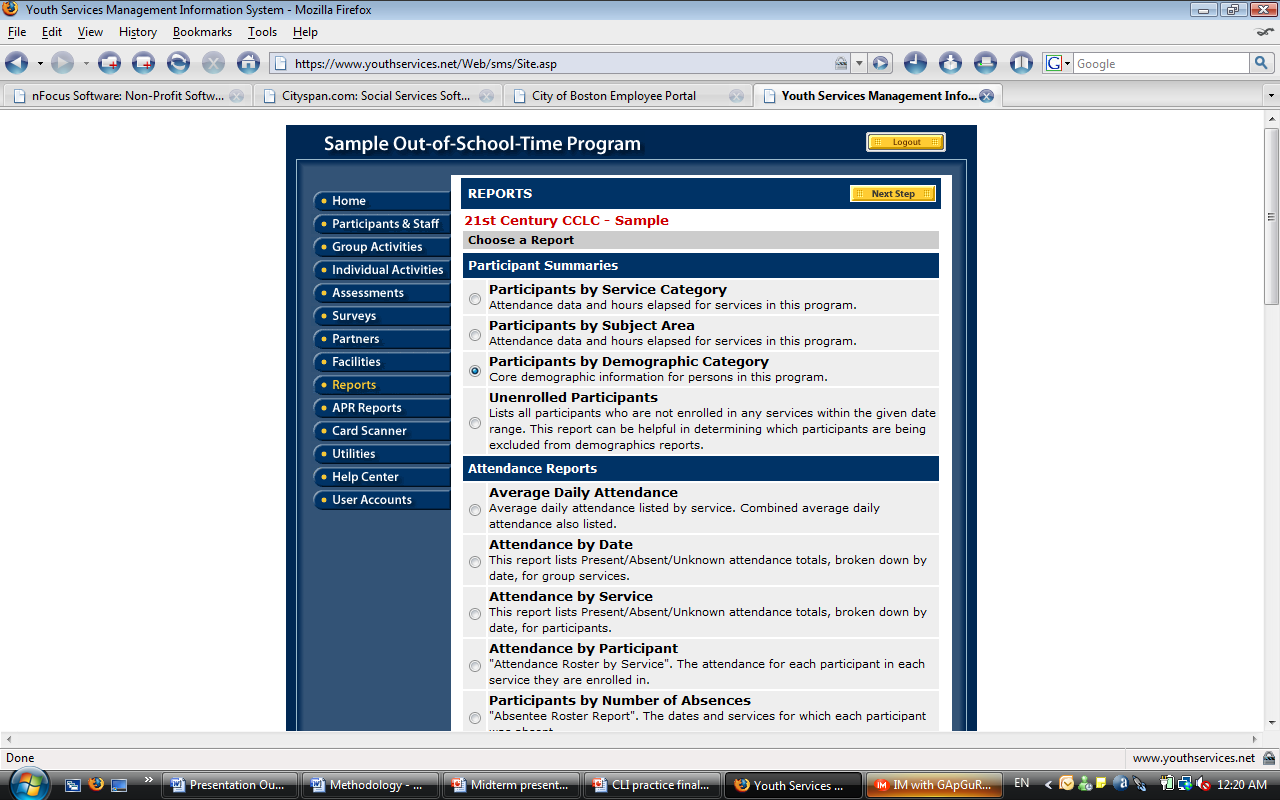 Youth Services Management Information System - Mozilla Firefox
File Edit View History Bookmarks Tools Help
https://www.youthservices.net/Web/sms/Site.asp
G Google
nFocus Software: Non-Profit Softw...
Cityspan.com: Social Services Soft...
City of Boston Employee Portal
Youth Services Management Info...
Sample Out-of-School-Time Program
Logout
Home
Participants & Staff
Group Activities
Individual Activities
Assessments
Surveys
Partners
Facilities
Reports
APR Reports
Card Scanner
Utilities
Help Center
User Accounts
REPORTS
Next Step
21st Century CCLC - Sample
Choose a Report
Participant Summaries
Participants by Service Category
Attendance data and hours elapsed for services in this program.
Participants by Subject Area
Attendance data and hours elapsed for services in this program.
Participants by Demographic Category
Core demographic information for persons in this program.
Unenrolled Participants
Lists all participants who are not enrolled in any services within the given date
range. This report can be helpful in determining which participants are being
excluded from demographics reports.
Attendance Reports
Average Daily Attendance
Average daily attendance listed by service. Combined average daily
attendance also listed.
Attendance by Date
This report lists Present/Absent/Unknown attendance totals, broken down by
date, for group services.
Attendance by Service
This report lists Present/Absent/Unknown attendance totals, broken down by
date, for participants.
Attendance by Participant
"Attendance Roster by Service". The attendance for each participant in each
service they are enrolled in.
Participants by Number of Absences
"Absentee Roster Report". The dates and services for which each participant
was absent.
Done
www.youthservices.net
Presentation Ou...
Methodology - ...
Midterm present...
CLI practice final...
Youth Services ...
IM with GApGuR...
EN
12:20 AM